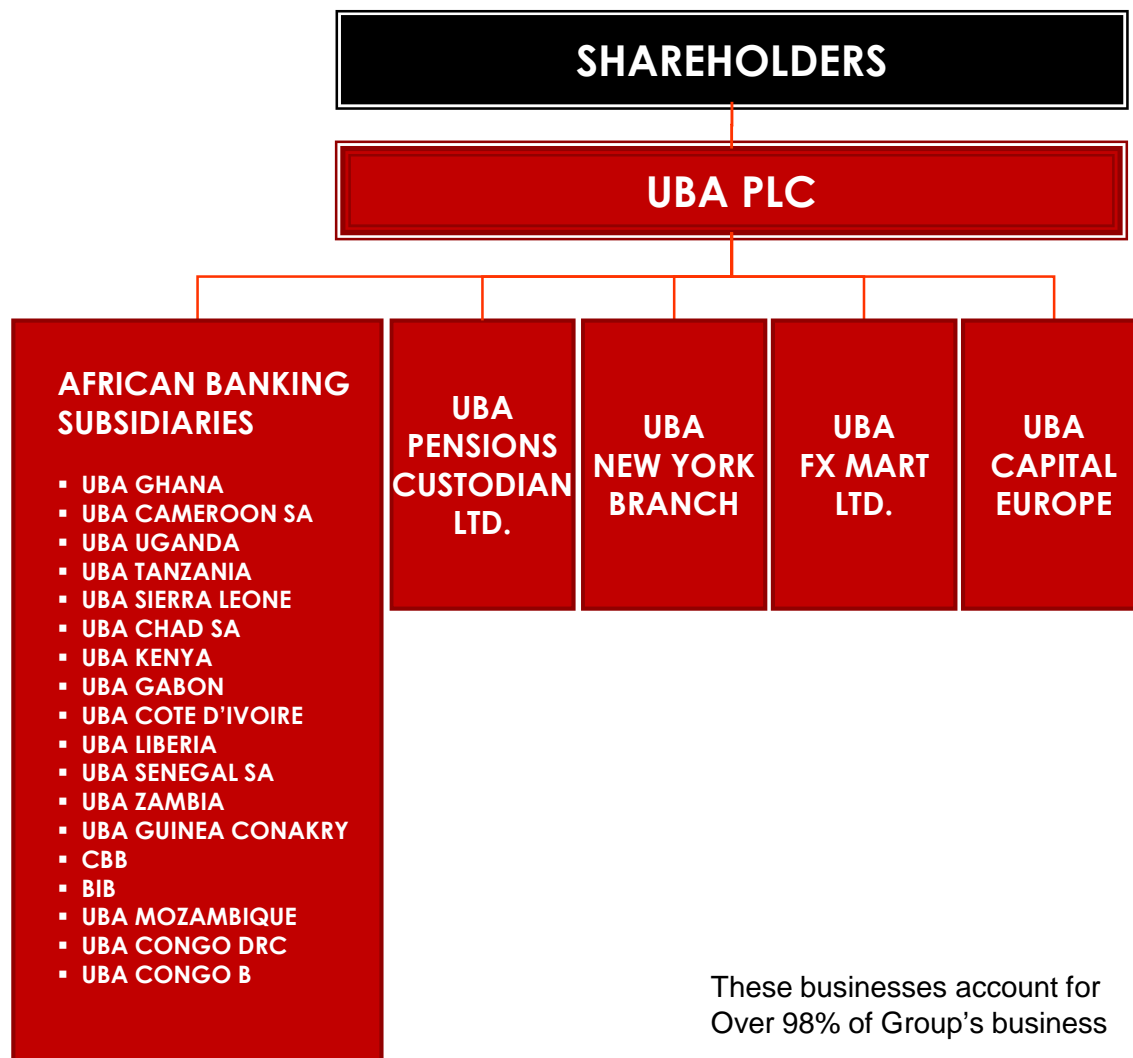 SHAREHOLDERS
UBA PLC
AFRICAN BANKING
SUBSIDIARIES
▪ UBA GHANA
▪ UBA CAMEROON SA
▪ UBA UGANDA
▪ UBA TANZANIA
▪ UBA SIERRA LEONE
▪ UBA CHAD SA
▪ UBA KENYA
▪ UBA GABON
▪ UBA COTE D’IVOIRE
▪ UBA LIBERIA
▪ UBA SENEGAL SA
▪ UBA ZAMBIA
▪ UBA GUINEA CONAKRY
▪ CBB
▪ BIB
▪ UBA MOZAMBIQUE
▪ UBA CONGO DRC
▪ UBA CONGO B
UBA
PENSIONS
CUSTODIAN
LTD.
UBA
NEW YORK
BRANCH
UBA
FX MART
LTD.
UBA
CAPITAL
EUROPE
These businesses account for
Over 98% of Group’s business